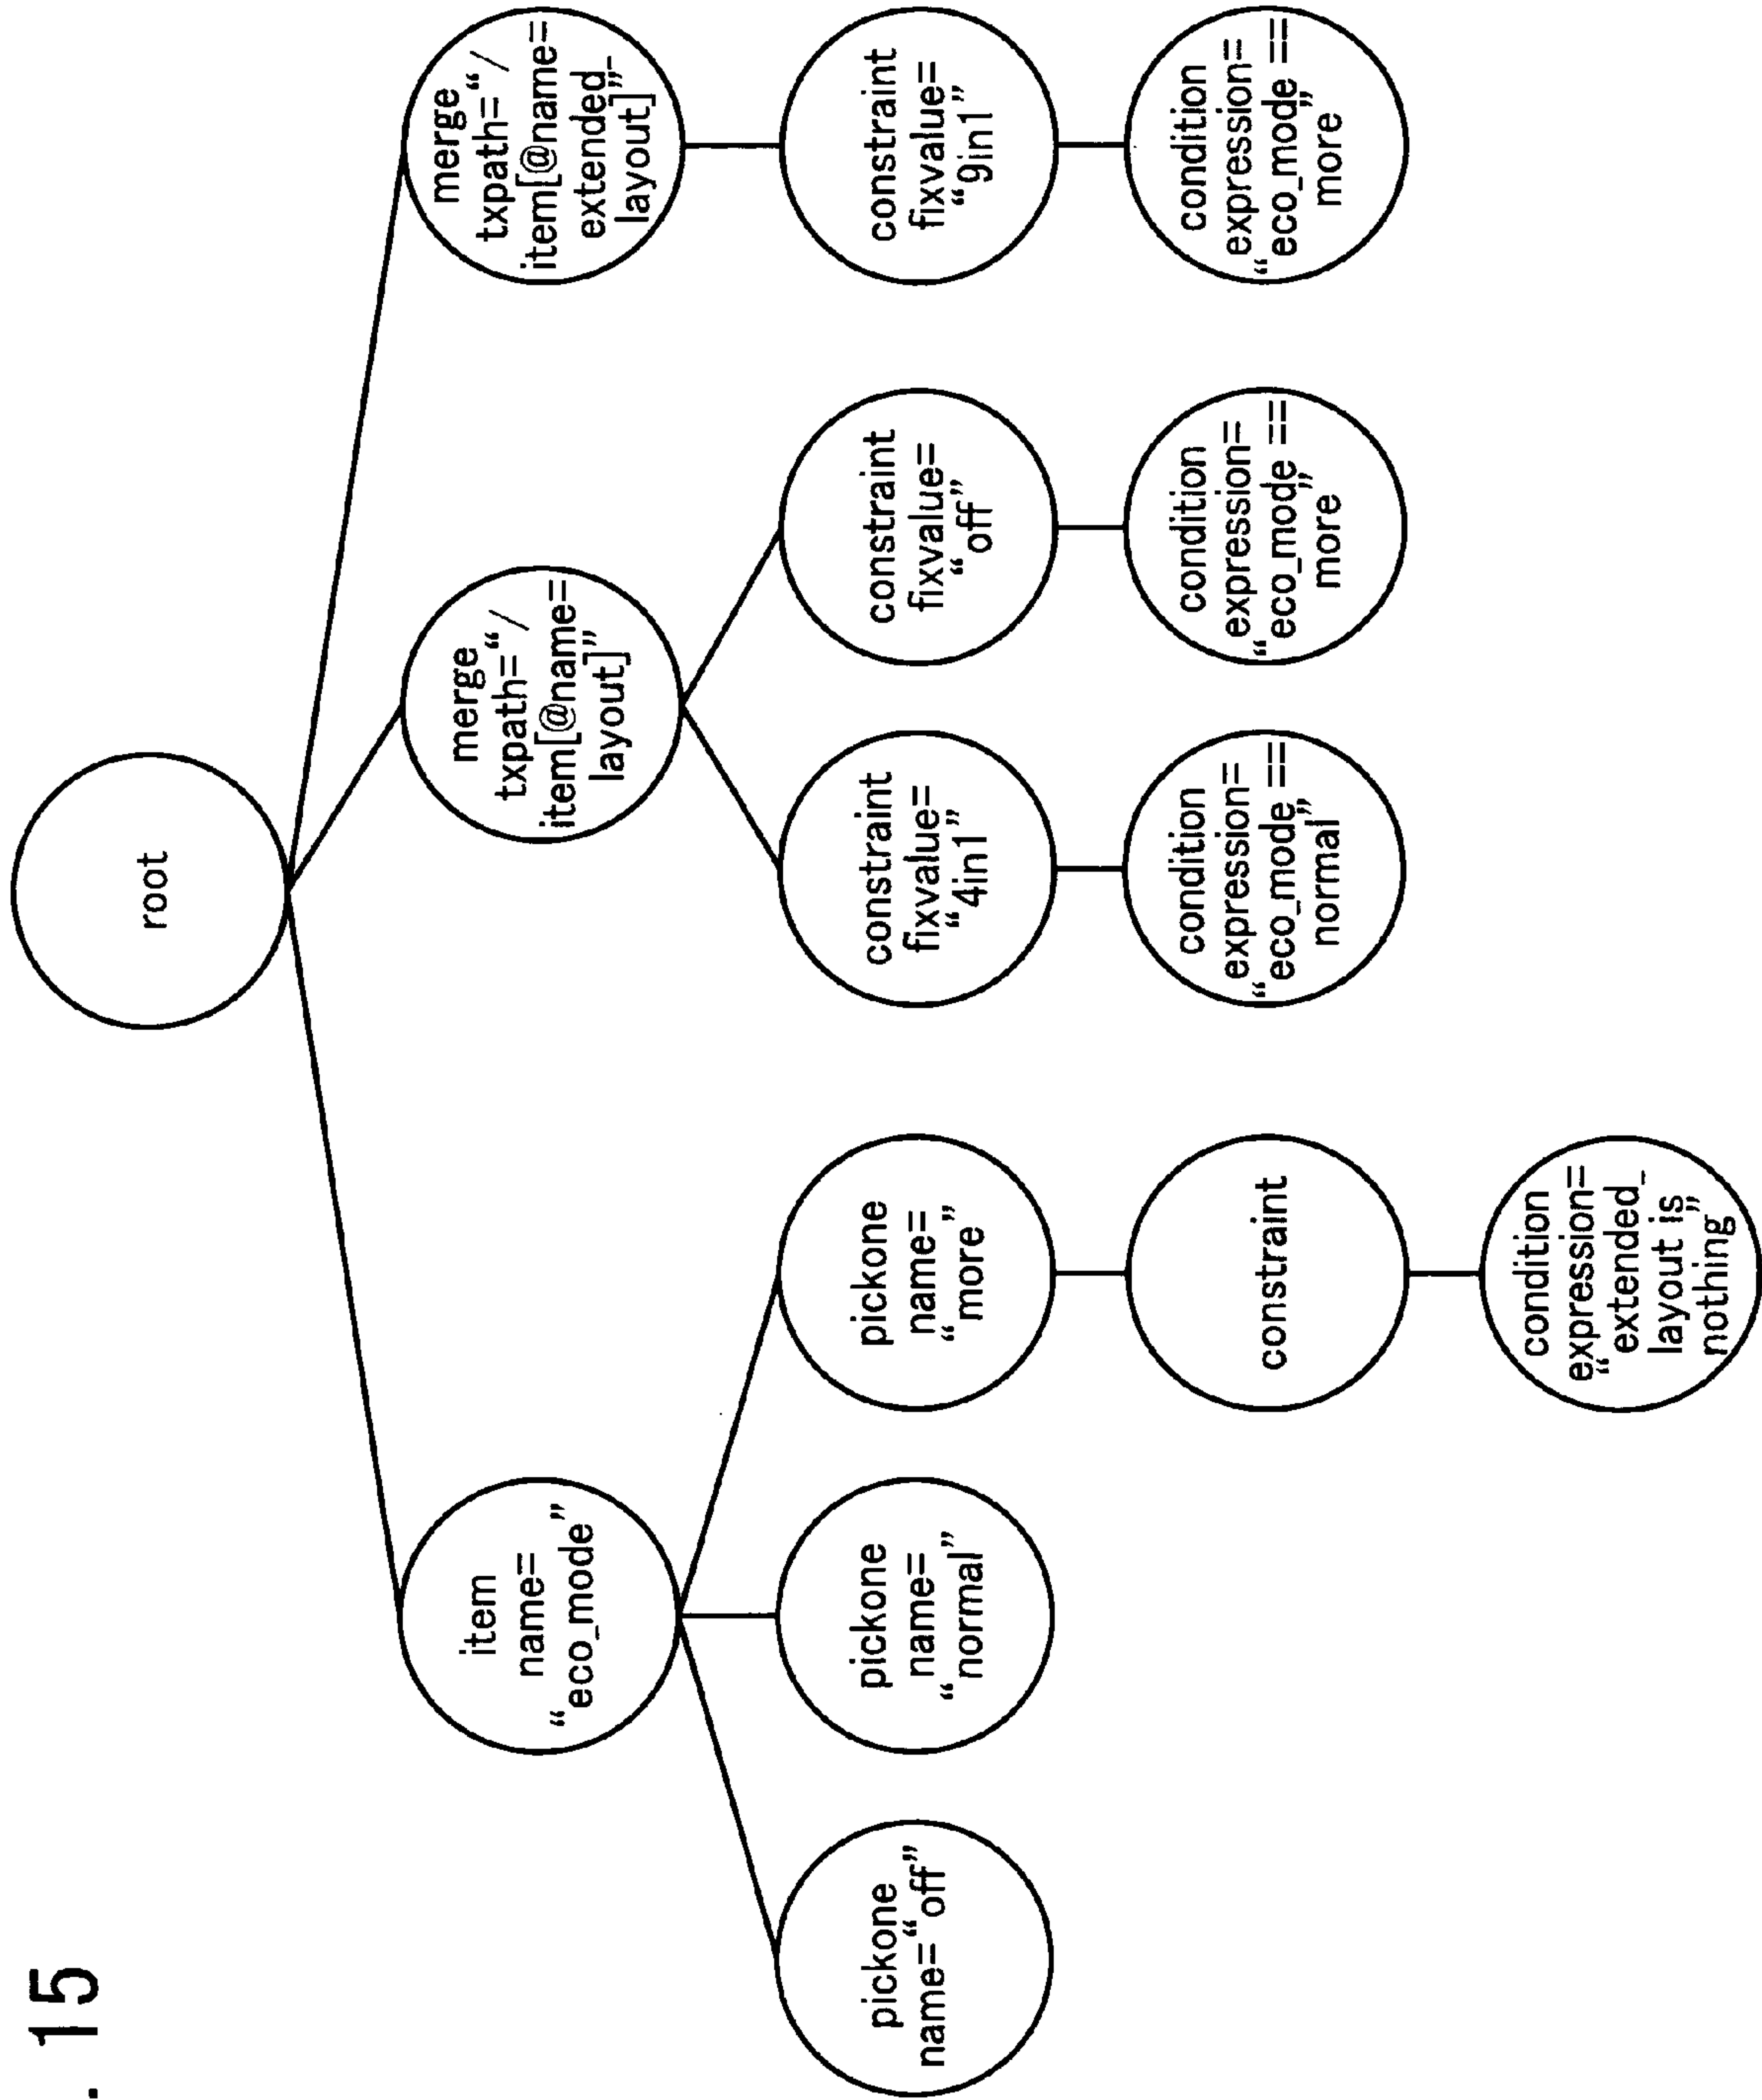 . 15
root
item
name=
“eco_mode”
merge
txpath=“/
item[@name=
layout]”
merge
txpath=“/
item[@name=
extended_
layout]”
pickone
name=“off”
pickone
name=
“normal”
pickone
name=
“more”
constraint
fixvalue=
“4in1”
constraint
fixvalue=
“off”
constraint
fixvalue=
“9in1”
constraint
condition
expression=
“eco_mode ==
normal”
condition
expression=
“eco_mode ==
more”
condition
expression=
“eco_mode ==
more”
condition
expression=
“extended_
layout is
nothing”